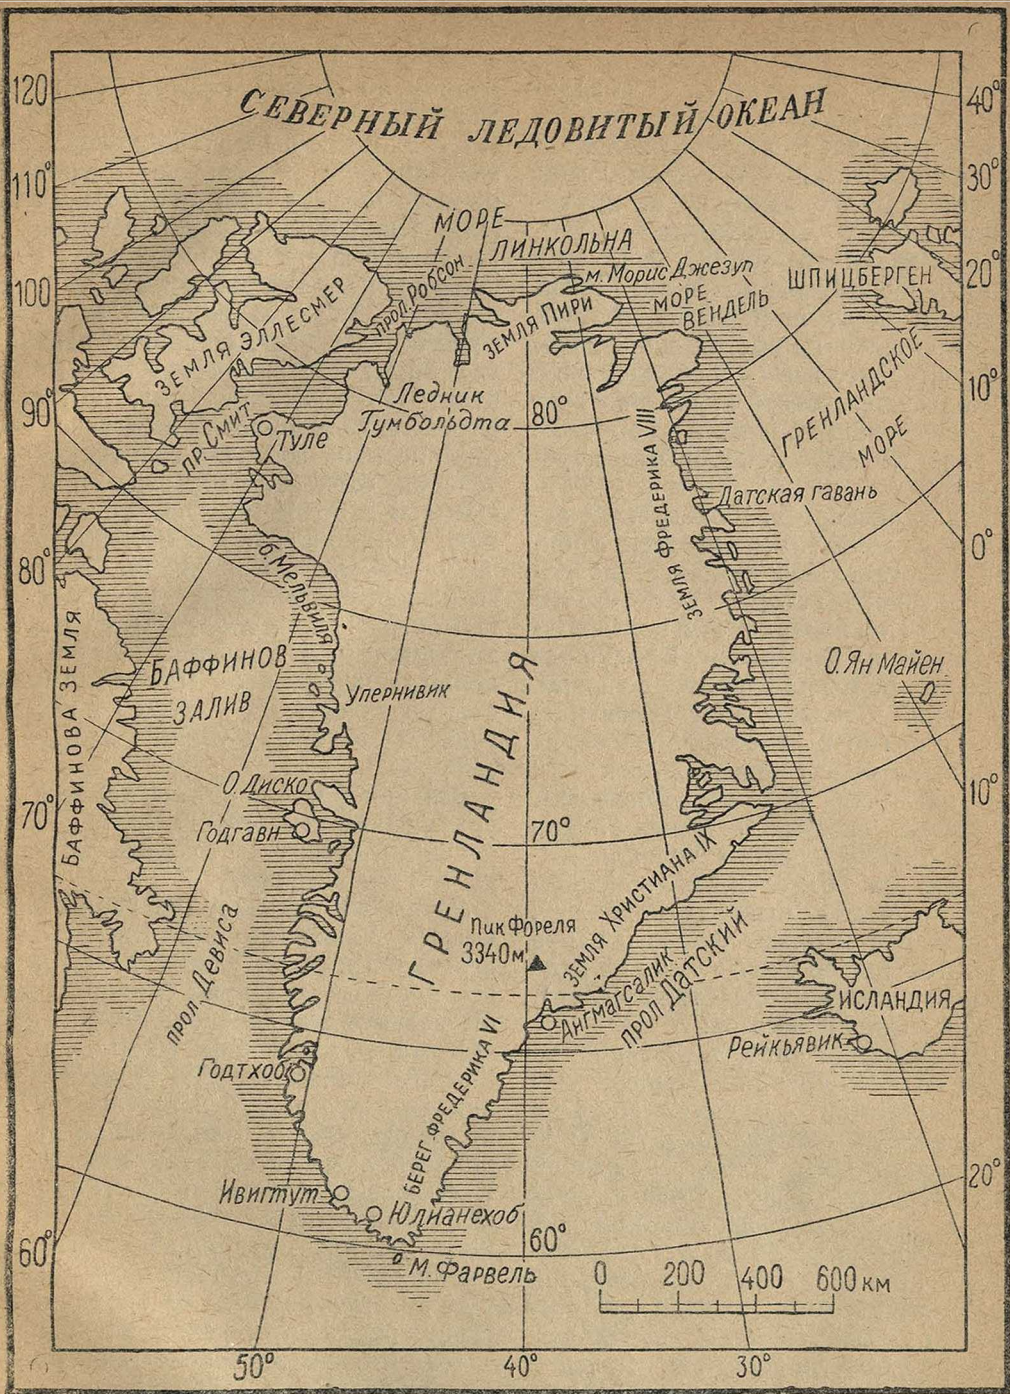 СЕВЕРНЫЙ ЛЕДОВИТЫЙ ОКЕАН
120
110°
100
90°
80°
70°
60°
40°
30°
20°
10°
0°
10°
20°
МОРЕ
ЛИНКОЛЬНА
м. Морис Джезуп
ШПИЦБЕРГЕН
прол. Робсон
ЗЕМЛЯ ПИРИ
МОРЕ
ВЕНДЕЛЬ
ЗЕМЛЯ ЭЛЛЕСМЕР
Ледник
Гумбольдта
80°
ГРЕНЛАНДСКОЕ
МОРЕ
пр. Смит
Туле
ЗЕМЛЯ ФРЕДЕРИКА VIII
Датская гавань
б. Мельвиля
БАФФИНОВА ЗЕМЛЯ
БАФФИНОВ
ЗАЛИВ
Упернивик
О. Ян Майен
ГРЕНЛАНДИЯ
О. Диско
Годгавн
70°
Пик Фореля
3340м
ЗЕМЛЯ ХРИСТИАНА IX
прол Девиса
Ангмагсалик
ПРОЛ ДАТСКИЙ
ИСЛАНДИЯ
Рейкьявик
Годтхоб
БЕРЕГ ФРЕДЕРИКА VI
Ивигтут
Юлианехоб
60°
М. Фарвель
0 200 400 600 км
50° 40° 30°